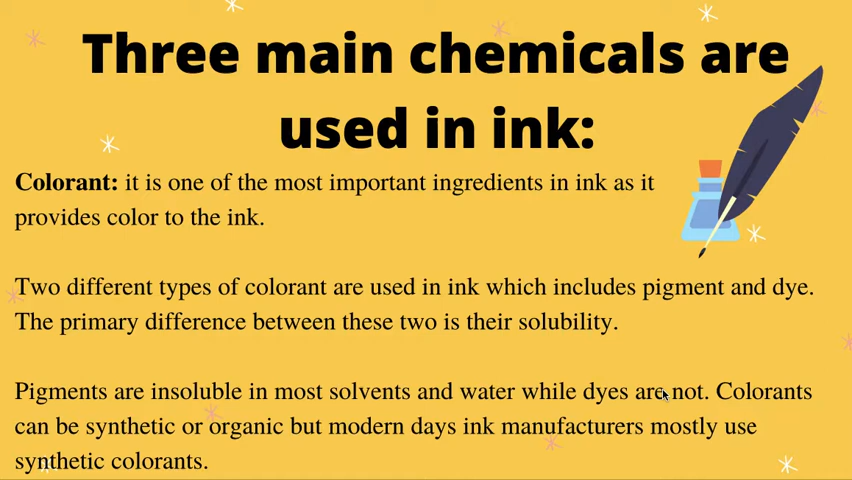 Three main chemicals are
used in ink:
Colorant: it is one of the most important ingredients in ink as it
provides color to the ink.
Two different types of colorant are used in ink which includes pigment and dye.
The primary difference between these two is their solubility.
Pigments are insoluble in most solvents and water while dyes are not. Colorants
can be synthetic or organic but modern days ink manufacturers mostly use
synthetic colorants.